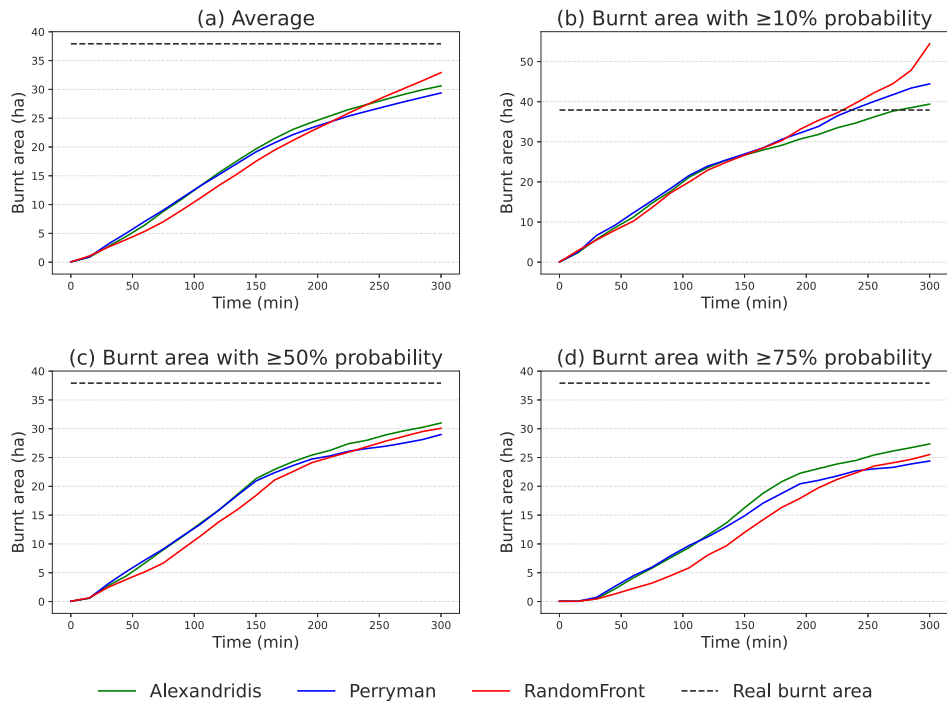 (a) Average
Burnt area (ha)
40
35
30
25
20
15
10
5
0
0 50 100 150 200 250 300
Time (min)
(b) Burnt area with ≥10% probability
Burnt area (ha)
50
40
30
20
10
0
0 50 100 150 200 250 300
Time (min)
(c) Burnt area with ≥50% probability
Burnt area (ha)
40
35
30
25
20
15
10
5
0
0 50 100 150 200 250 300
Time (min)
(d) Burnt area with ≥75% probability
Burnt area (ha)
40
35
30
25
20
15
10
5
0
0 50 100 150 200 250 300
Time (min)
Alexandridis Perryman RandomFront Real burnt area